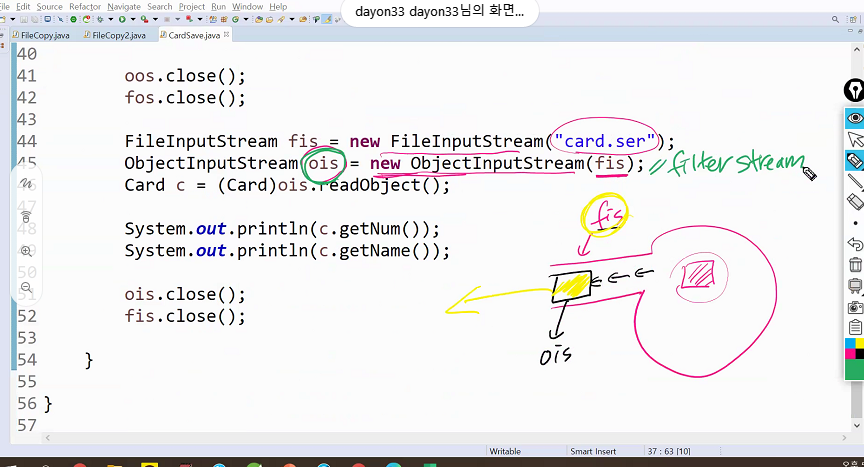 dayon33 dayon33님의 화면...
File Edit Source Refactor Navigate Search Project Run Window Help
FileCopy.java FileCopy2.java CardSave.java
40
41 oos.close();
42 fos.close();
44 FileInputStream fis = new FileInputStream("card.ser");
45 ObjectInputStream ois = new ObjectInputStream(fis); // filter stream
Card c = (Card)ois.readObject();
48 System.out.println(c.getNum());
49 System.out.println(c.getName());
fis
51 ois.close();
52 fis.close();
53
ois
54 }
55
56 }
57
Writable Smart Insert 37 : 63 [10]